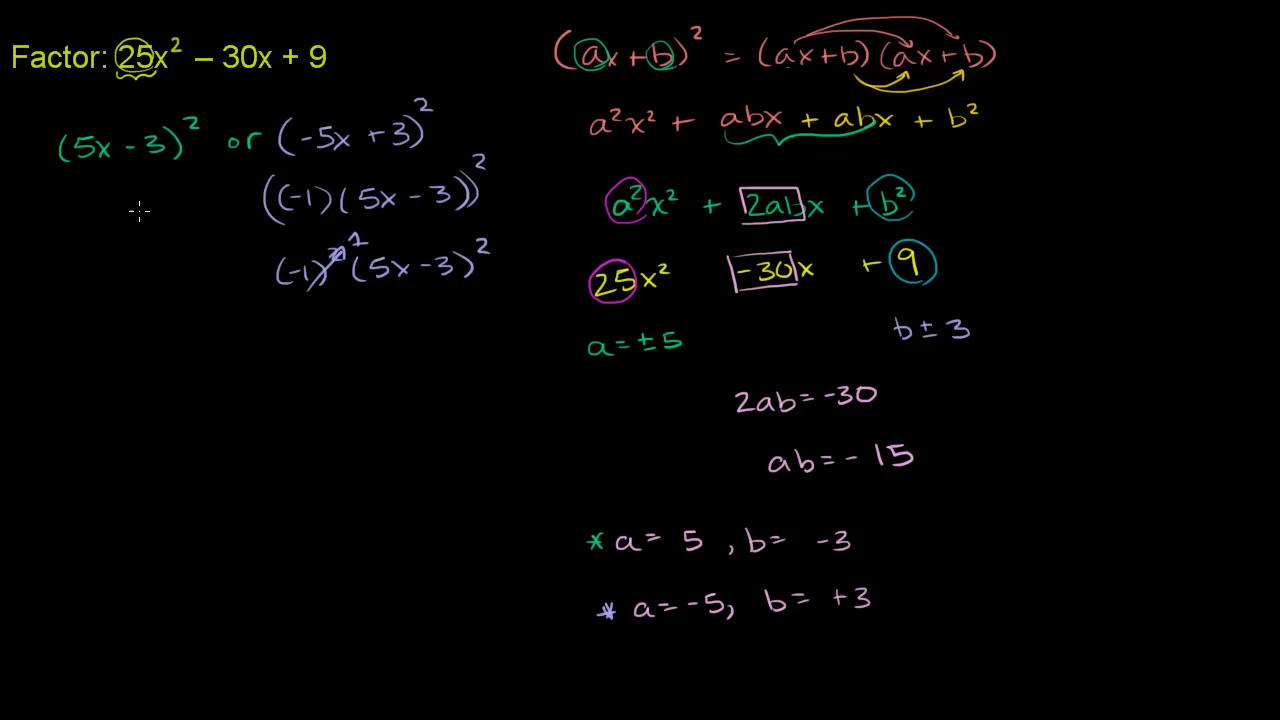 Factor: 25x² – 30x + 9
(5x - 3)² or (-5x + 3)²
((-1)(5x - 3))²
(-1)² 1 (5x - 3)²
(ax + b)² = (ax + b)(ax + b)
a²x² + abx + abx + b²
a²x² + 2abx + b²
25x² -30x + 9
a = ± 5 b ± 3
2ab = -30
ab = - 15
* a = 5 , b = -3
* a = -5, b = +3